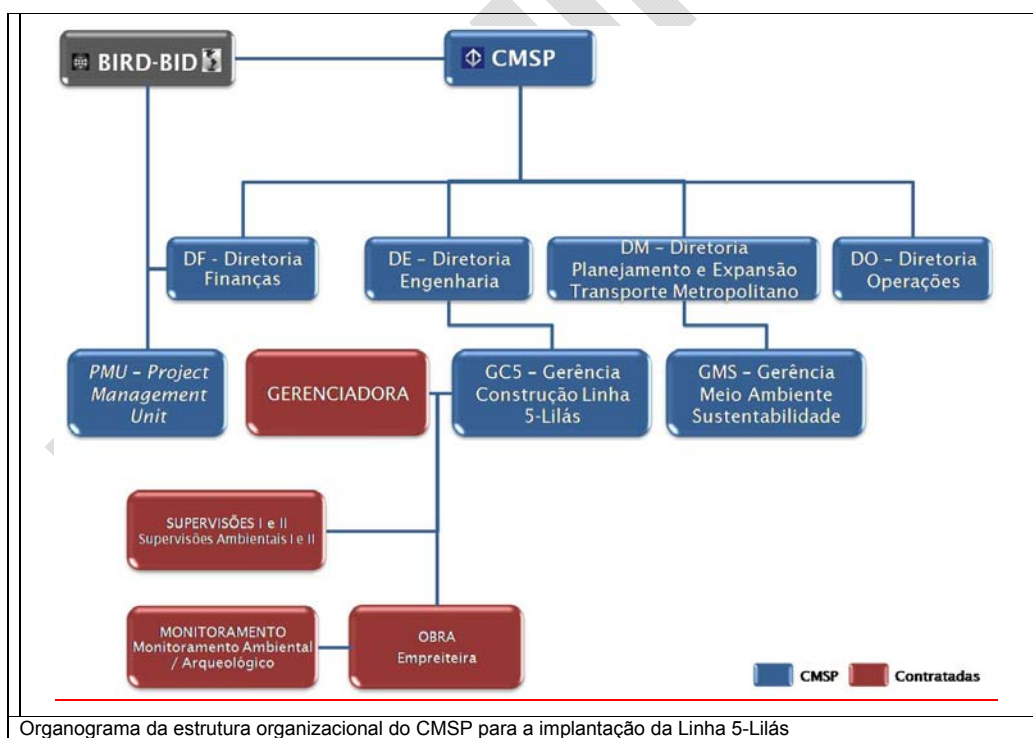 BIRD-BID
CMSP
DF - Diretoria
Finanças
DE – Diretoria
Engenharia
DM – Diretoria
Planejamento e Expansão
Transporte Metropolitano
DO – Diretoria
Operações
PMU – Project
Management
Unit
GERENCIADORA
GC5 – Gerência
Construção Linha
5-Lilás
GMS – Gerência
Meio Ambiente
Sustentabilidade
SUPERVISÕES I e II
Supervisões Ambientais I e II
MONITORAMENTO
Monitoramento Ambiental
/ Arqueológico
OBRA
Empreiteira
CMSP
Contratadas
Organograma da estrutura organizacional do CMSP para a implantação da Linha 5-Lilás